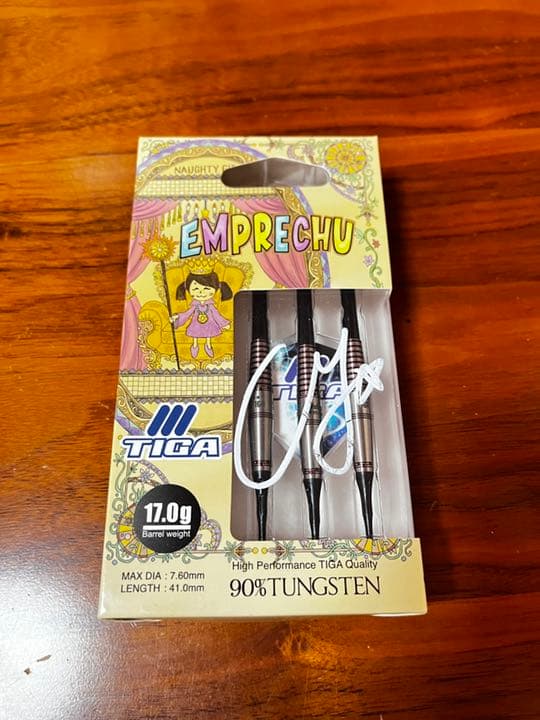 NAUGHTY
EMPRECHU
TIGA
TIGA
17.0g
Barrel weight
High Performance TIGA Quality
MAX DIA : 7.60mm
LENGTH : 41.0mm
90%TUNGSTEN